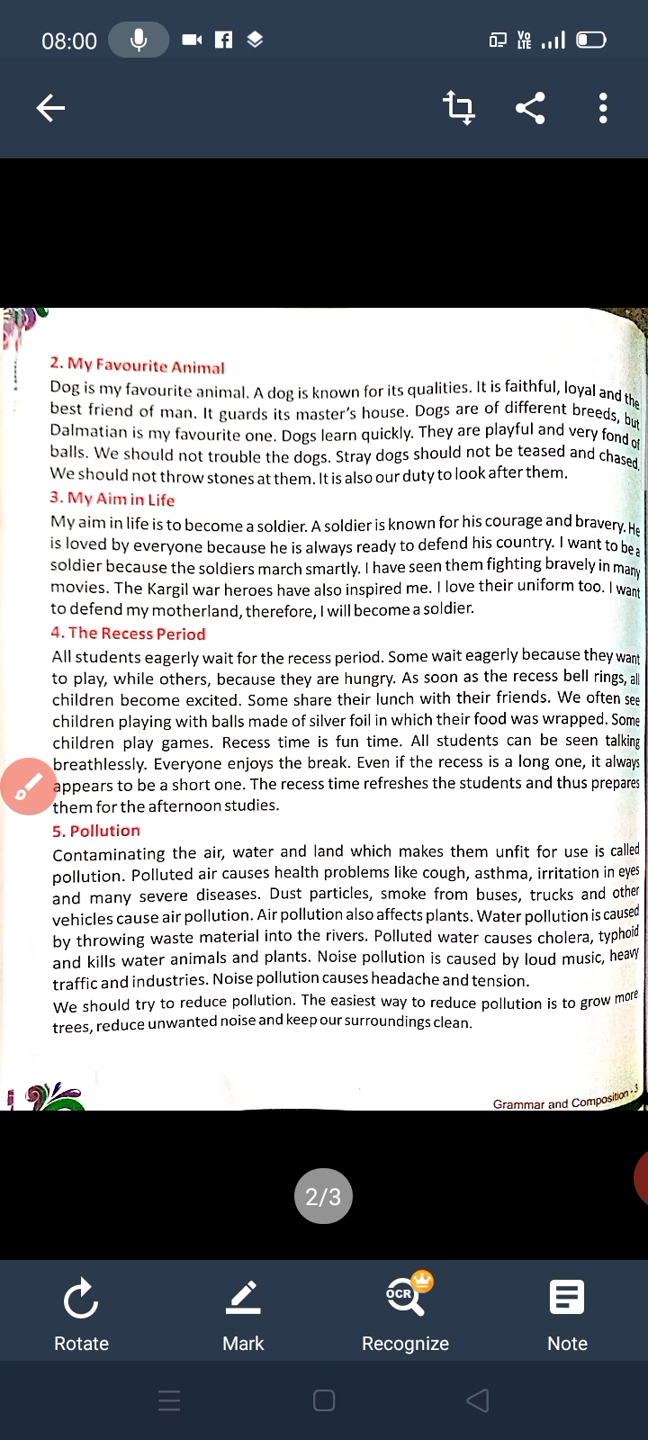 08:00
Vo
LTE
2. My Favourite Animal
Dog is my favourite animal. A dog is known for its qualities. It is faithful, loyal and the
best friend of man. It guards its master's house. Dogs are of different breeds, but
Dalmatian is my favourite one. Dogs learn quickly. They are playful and very fond of
balls. We should not trouble the dogs. Stray dogs should not be teased and chased.
We should not throw stones at them. It is also our duty to look after them.
3. My Aim in Life
My aim in life is to become a soldier. A soldier is known for his courage and bravery. He
is loved by everyone because he is always ready to defend his country. I want to be a
soldier because the soldiers march smartly. I have seen them fighting bravely in many
movies. The Kargil war heroes have also inspired me. I love their uniform too. I want
to defend my motherland, therefore, I will become a soldier.
4. The Recess Period
All students eagerly wait for the recess period. Some wait eagerly because they want
to play, while others, because they are hungry. As soon as the recess bell rings, all
children become excited. Some share their lunch with their friends. We often see
children playing with balls made of silver foil in which their food was wrapped. Some
children play games. Recess time is fun time. All students can be seen talking
breathlessly. Everyone enjoys the break. Even if the recess is a long one, it always
appears to be a short one. The recess time refreshes the students and thus prepares
them for the afternoon studies.
5. Pollution
Contaminating the air, water and land which makes them unfit for use is called
pollution. Polluted air causes health problems like cough, asthma, irritation in eyes
and many severe diseases. Dust particles, smoke from buses, trucks and other
vehicles cause air pollution. Air pollution also affects plants. Water pollution is caused
by throwing waste material into the rivers. Polluted water causes cholera, typhoid
and kills water animals and plants. Noise pollution is caused by loud music, heavy
traffic and industries. Noise pollution causes headache and tension.
We should try to reduce pollution. The easiest way to reduce pollution is to grow more
trees, reduce unwanted noise and keep our surroundings clean.
Grammar and Composition - 3
2/3
OCR
Rotate Mark Recognize Note